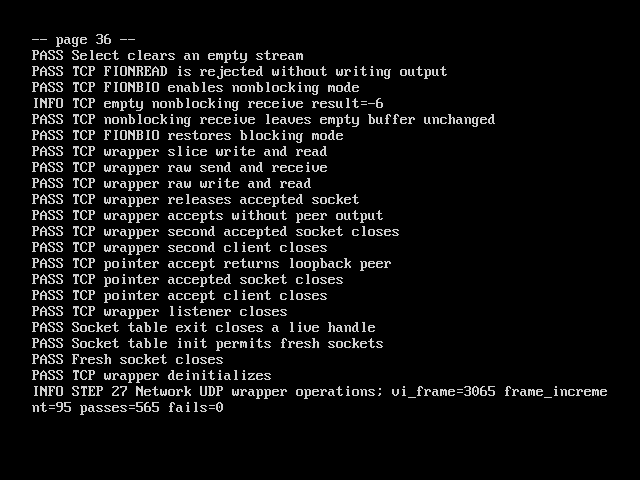 -- page 36 --
PASS Select clears an empty stream
PASS TCP FIONREAD is rejected without writing output
PASS TCP FIONBIO enables nonblocking mode
INFO TCP empty nonblocking receive result=-6
PASS TCP nonblocking receive leaves empty buffer unchanged
PASS TCP FIONBIO restores blocking mode
PASS TCP wrapper slice write and read
PASS TCP wrapper raw send and receive
PASS TCP wrapper raw write and read
PASS TCP wrapper releases accepted socket
PASS TCP wrapper accepts without peer output
PASS TCP wrapper second accepted socket closes
PASS TCP wrapper second client closes
PASS TCP pointer accept returns loopback peer
PASS TCP pointer accepted socket closes
PASS TCP pointer accept client closes
PASS TCP wrapper listener closes
PASS Socket table exit closes a live handle
PASS Socket table init permits fresh sockets
PASS Fresh socket closes
PASS TCP wrapper deinitializes
INFO STEP 27 Network UDP wrapper operations; vi_frame=3065 frame_increme
nt=95 passes=565 fails=0